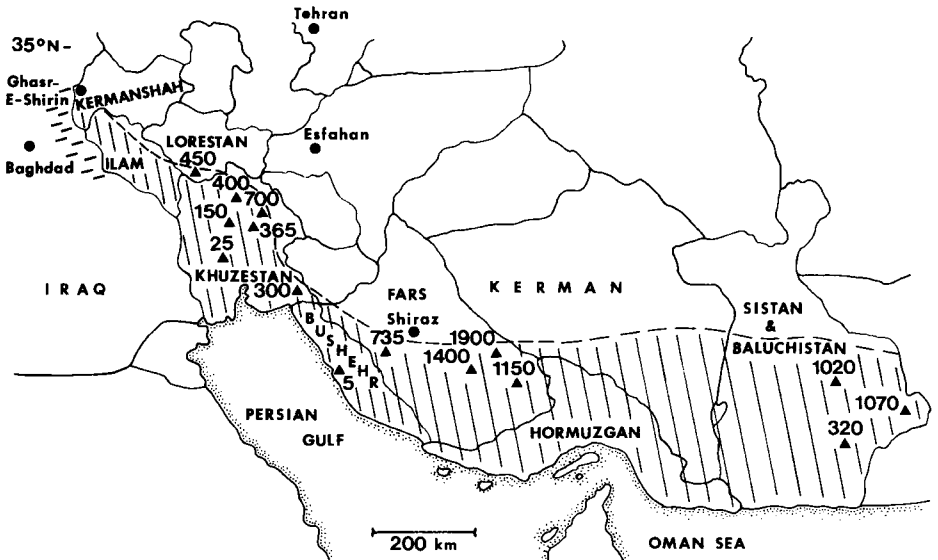 Tehran
35°N-
Ghasr-
E-Shirin
KERMANSHAH
Baghdad
ILAM
LORESTAN
450
Esfahan
400
700
150
365
25
KHUZESTAN
300
IRAQ
BUSHEHR
5
FARS
Shiraz
KERMAN
735
1400
1900
1150
SISTAN
&
BALUCHISTAN
1020
1070
320
PERSIAN
GULF
HORMUZGAN
200 km
OMAN SEA